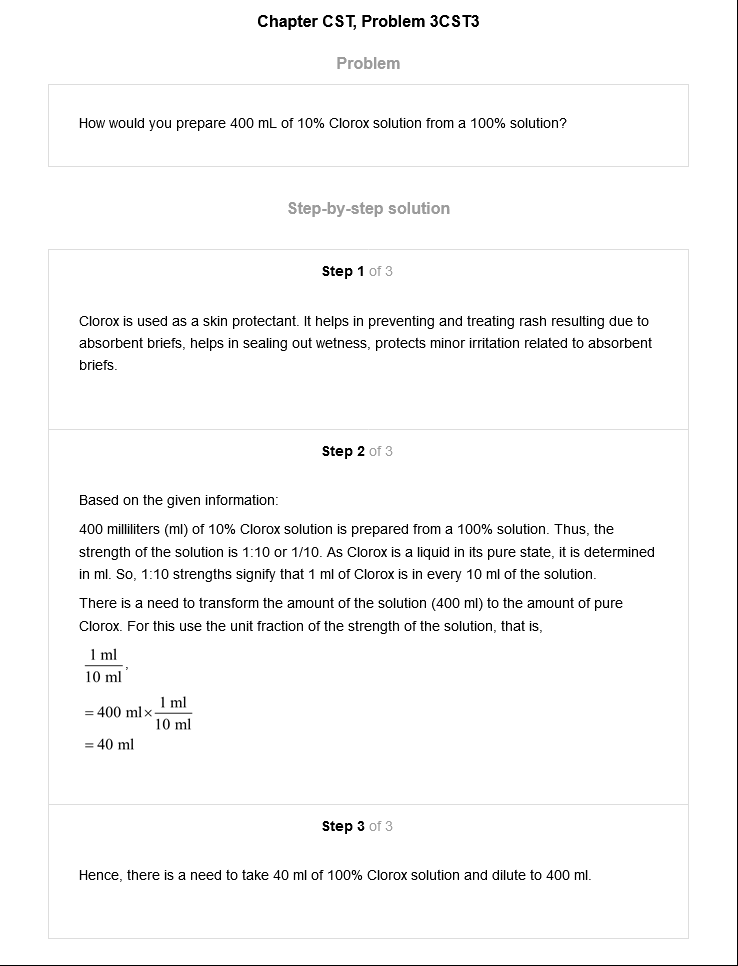 Chapter CST, Problem 3CST3
Problem
How would you prepare 400 mL of 10% Clorox solution from a 100% solution?
Step-by-step solution
Step 1 of 3
Clorox is used as a skin protectant. It helps in preventing and treating rash resulting due to
absorbent briefs, helps in sealing out wetness, protects minor irritation related to absorbent
briefs.
Step 2 of 3
Based on the given information:
400 milliliters (ml) of 10% Clorox solution is prepared from a 100% solution. Thus, the
strength of the solution is 1:10 or 1/10. As Clorox is a liquid in its pure state, it is determined
in ml. So, 1:10 strengths signify that 1 ml of Clorox is in every 10 ml of the solution.
There is a need to transform the amount of the solution (400 ml) to the amount of pure
Clorox. For this use the unit fraction of the strength of the solution, that is,
1 ml
10 ml ,
= 400 ml × 1 ml
10 ml
= 40 ml
Step 3 of 3
Hence, there is a need to take 40 ml of 100% Clorox solution and dilute to 400 ml.